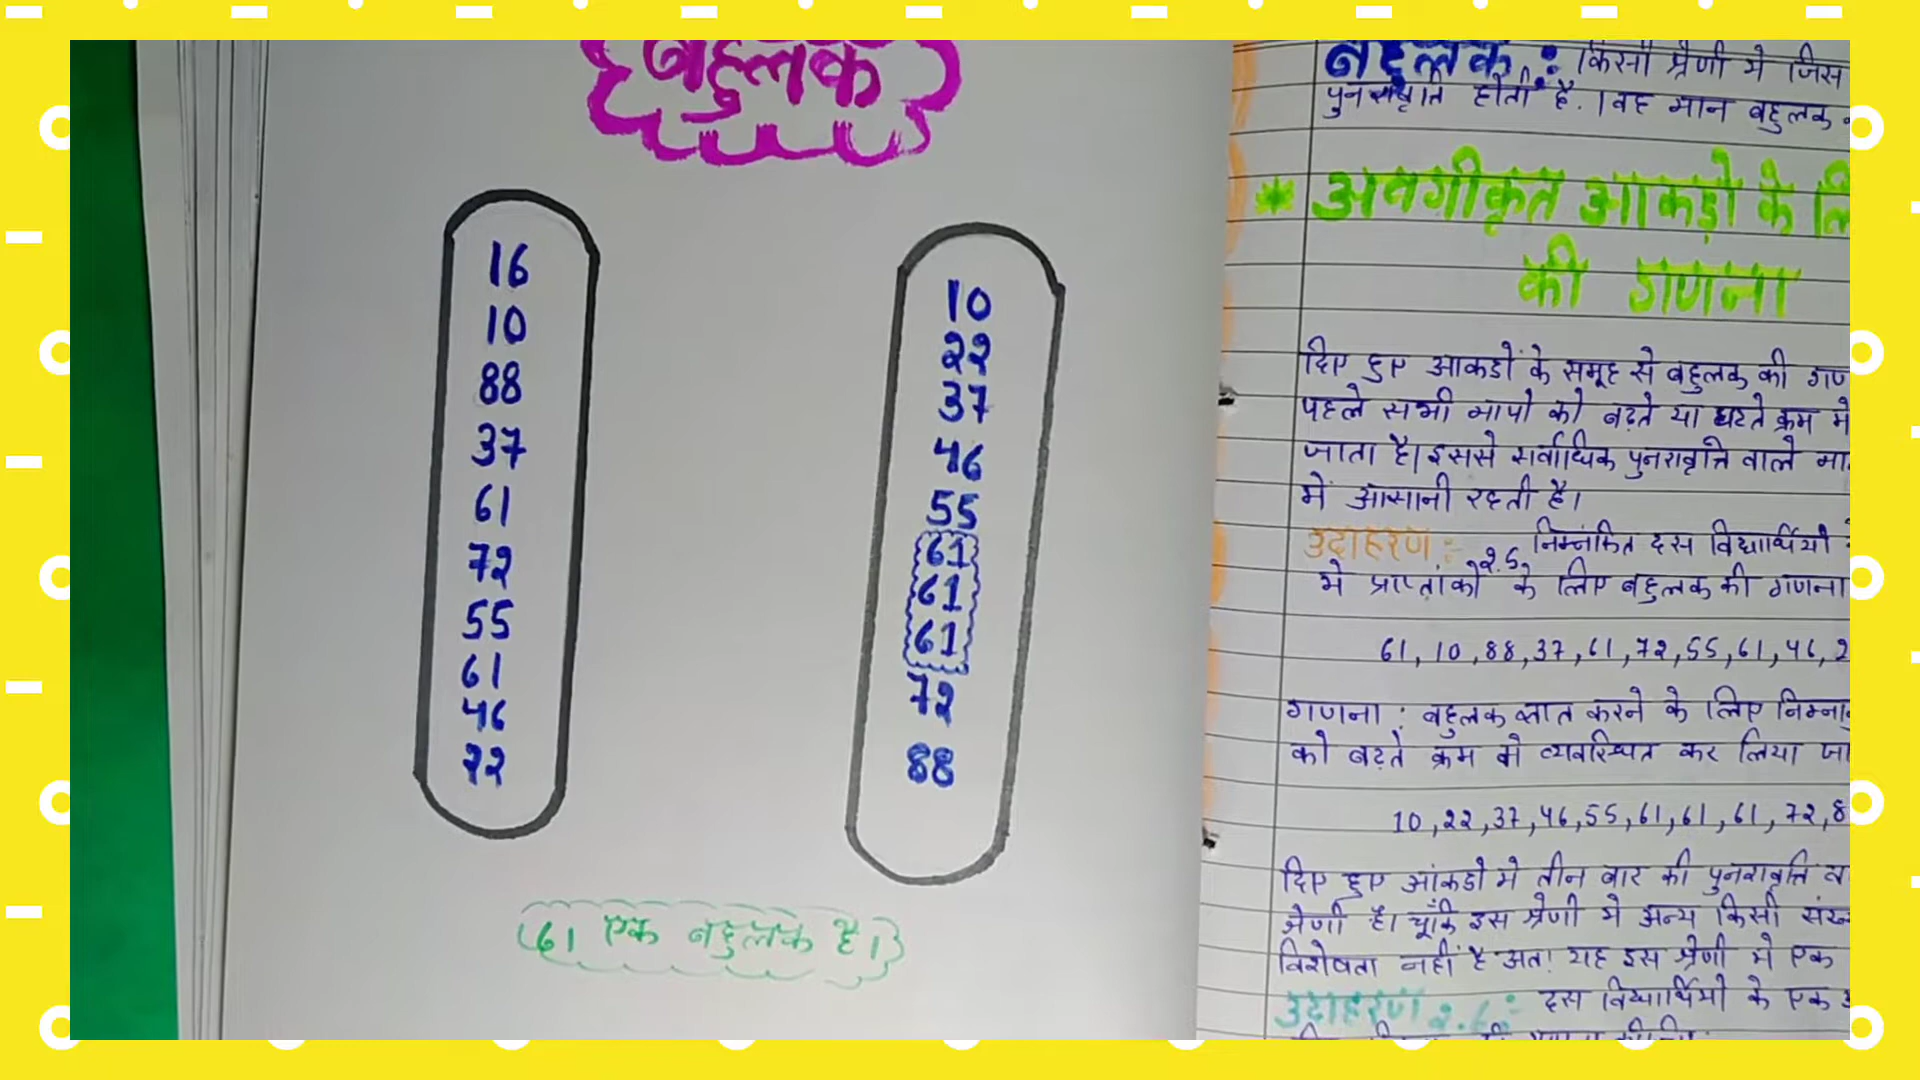 बहुलक
16
10
88
37
61
72
55
61
46
22
10
22
37
46
55
61
61
61
72
88
61 एक बहुलक है।
बहुलक : किसी श्रेणी मे जिस
पुनरावृति होती है. । वह मान बहुलक
* अवगीकृत आकड़ो के लि
की गणना
दिए हुए आकडों के समूह से बहुलक की गण
पहले सभी मापो को बढ़ते या घटते क्रम मे
जाता है। इससे सर्वाधिक पुनरावृत्ति वाले मा
में आसानी रहती है।
उदाहरण :- 2.5. निम्नंकित दस विद्यार्थियो
मे प्राप्तांको के लिए बहुलक की गणना
61, 10, 88, 37, 61, 72, 55, 61, 46, 2
गणना : बहुलक ज्ञात करने के लिए निम्ना
को बढ़ते क्रम मे व्यवस्थित कर लिया जा
10, 22, 37, 46, 55, 61, 61, 61, 72, 8
दिए हुए आंकडो मे तीन बार की पुनरावृत्ति व
श्रेणी है। चूँकि इस श्रेणी मे अन्य किसी संख्
विशेषता नहीं है अतः यह इस श्रेणी मे एक
उदाहरण 2.6 :- दस विद्यार्थियो के एक